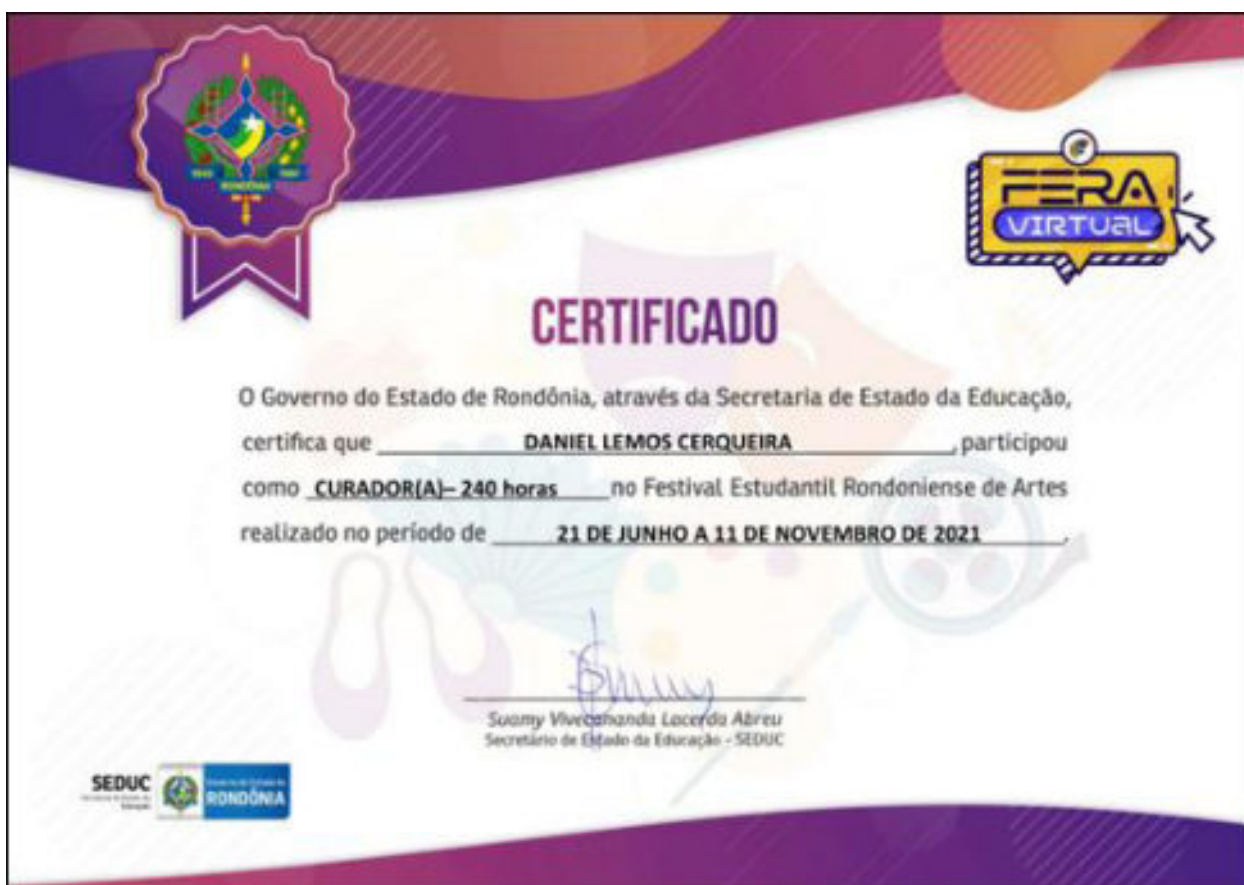 RONDÔNIA
FERA
VIRTUAL
CERTIFICADO
O Governo do Estado de Rondônia, através da Secretaria de Estado da Educação,
certifica que DANIEL LEMOS CERQUEIRA, participou
como CURADOR(A)– 240 horas no Festival Estudantil Rondoniense de Artes
realizado no período de 21 DE JUNHO A 11 DE NOVEMBRO DE 2021.
Suamy Vivecananda Lacerda Abreu
Secretário de Estado da Educação - SEDUC
SEDUC
RONDÔNIA